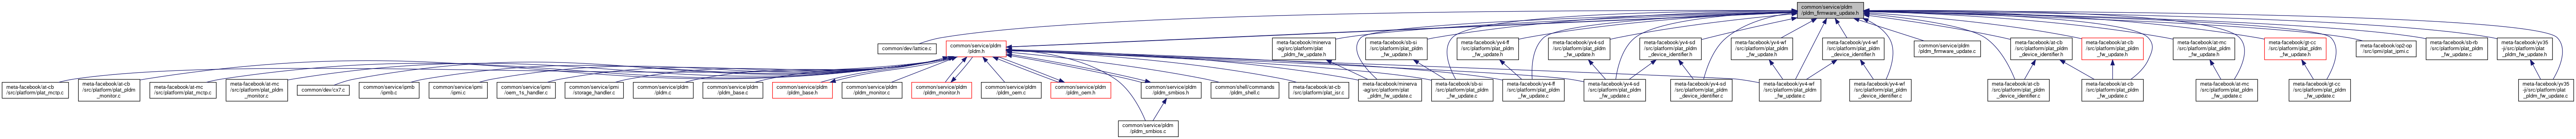 common/service/pldm
/pldm_firmware_update.h
common/dev/lattice.c
common/service/pldm
/pldm.h
meta-facebook/minerva
-ag/src/platform/plat
_pldm_fw_update.h
meta-facebook/sb-si
/src/platform/plat_pldm
_fw_update.h
meta-facebook/yv4-ff
/src/platform/plat_pldm
_fw_update.h
meta-facebook/yv4-sd
/src/platform/plat_pldm
_fw_update.h
meta-facebook/yv4-sd
/src/platform/plat_pldm
_device_identifier.h
meta-facebook/yv4-wf
/src/platform/plat_pldm
_fw_update.h
meta-facebook/yv4-wf
/src/platform/plat_pldm
_device_identifier.h
common/service/pldm
/pldm_firmware_update.c
meta-facebook/at-cb
/src/platform/plat_pldm
_device_identifier.h
meta-facebook/at-cb
/src/platform/plat_pldm
_fw_update.h
meta-facebook/at-mc
/src/platform/plat_pldm
_fw_update.h
meta-facebook/gt-cc
/src/platform/plat_pldm
_fw_update.h
meta-facebook/op2-op
/src/ipmi/plat_ipmi.c
meta-facebook/sb-rb
/src/platform/plat_pldm
_fw_update.c
meta-facebook/yv35
-jl/src/platform/plat
_pldm_fw_update.h
meta-facebook/at-cb
/src/platform/plat_mctp.c
meta-facebook/at-cb
/src/platform/plat_pldm
_monitor.c
meta-facebook/at-mc
/src/platform/plat_mctp.c
meta-facebook/at-mc
/src/platform/plat_pldm
_monitor.c
common/dev/cx7.c
common/service/ipmb
/ipmb.c
common/service/ipmi
/ipmi.c
common/service/ipmi
/oem_1s_handler.c
common/service/ipmi
/storage_handler.c
common/service/pldm
/pldm.c
common/service/pldm
/pldm_base.c
common/service/pldm
/pldm_base.h
common/service/pldm
/pldm_monitor.c
common/service/pldm
/pldm_monitor.h
common/service/pldm
/pldm_oem.c
common/service/pldm
/pldm_oem.h
common/service/pldm
/pldm_smbios.h
common/shell/commands
/pldm_shell.c
meta-facebook/at-cb
/src/platform/plat_isr.c
meta-facebook/minerva
-ag/src/platform/plat
_pldm_fw_update.c
meta-facebook/sb-si
/src/platform/plat_pldm
_fw_update.c
meta-facebook/yv4-ff
/src/platform/plat_pldm
_fw_update.c
meta-facebook/yv4-sd
/src/platform/plat_pldm
_fw_update.c
meta-facebook/yv4-sd
/src/platform/plat_pldm
_device_identifier.c
meta-facebook/yv4-wf
/src/platform/plat_pldm
_fw_update.c
meta-facebook/yv4-wf
/src/platform/plat_pldm
_device_identifier.c
meta-facebook/at-cb
/src/platform/plat_pldm
_device_identifier.c
meta-facebook/at-cb
/src/platform/plat_pldm
_fw_update.c
meta-facebook/at-mc
/src/platform/plat_pldm
_fw_update.c
meta-facebook/gt-cc
/src/platform/plat_pldm
_fw_update.c
meta-facebook/yv35
-jl/src/platform/plat
_pldm_fw_update.c
common/service/pldm
/pldm_smbios.c